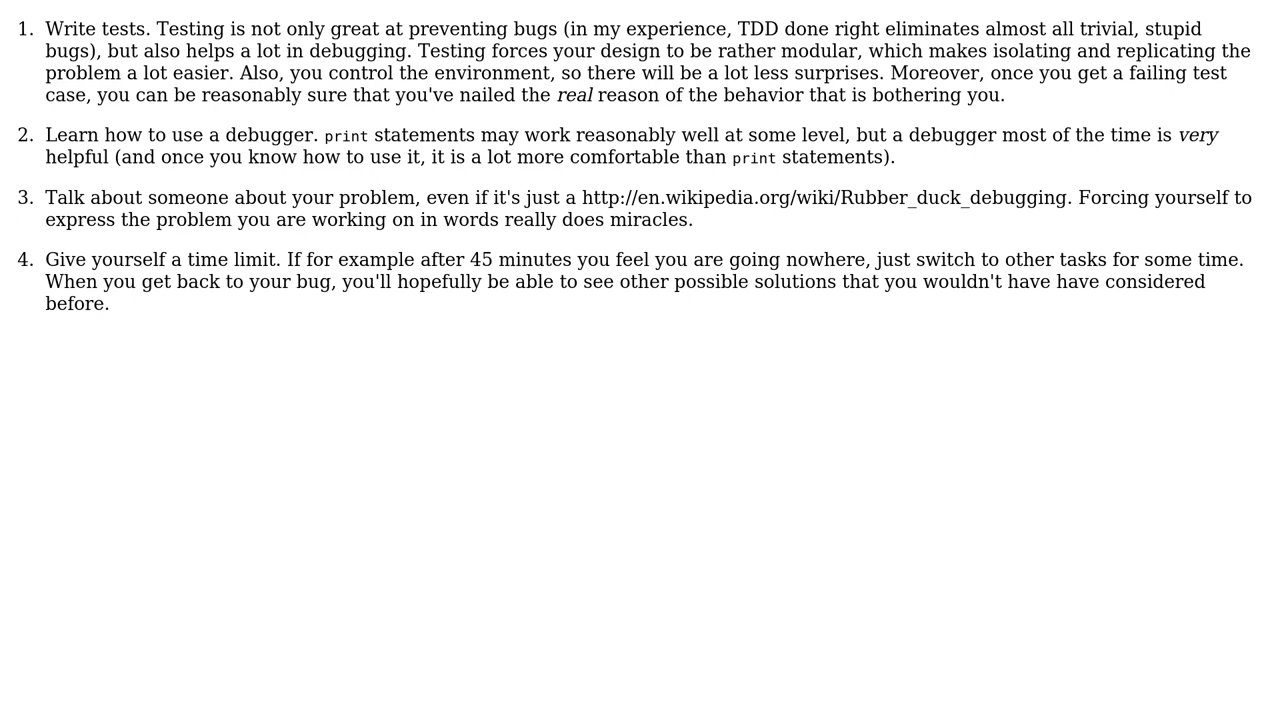 1. Write tests. Testing is not only great at preventing bugs (in my experience, TDD done right eliminates almost all trivial, stupid
bugs), but also helps a lot in debugging. Testing forces your design to be rather modular, which makes isolating and replicating the
problem a lot easier. Also, you control the environment, so there will be a lot less surprises. Moreover, once you get a failing test
case, you can be reasonably sure that you've nailed the real reason of the behavior that is bothering you.
2. Learn how to use a debugger. print statements may work reasonably well at some level, but a debugger most of the time is very
helpful (and once you know how to use it, it is a lot more comfortable than print statements).
3. Talk about someone about your problem, even if it's just a http://en.wikipedia.org/wiki/Rubber_duck_debugging. Forcing yourself to
express the problem you are working on in words really does miracles.
4. Give yourself a time limit. If for example after 45 minutes you feel you are going nowhere, just switch to other tasks for some time.
When you get back to your bug, you'll hopefully be able to see other possible solutions that you wouldn't have have considered
before.